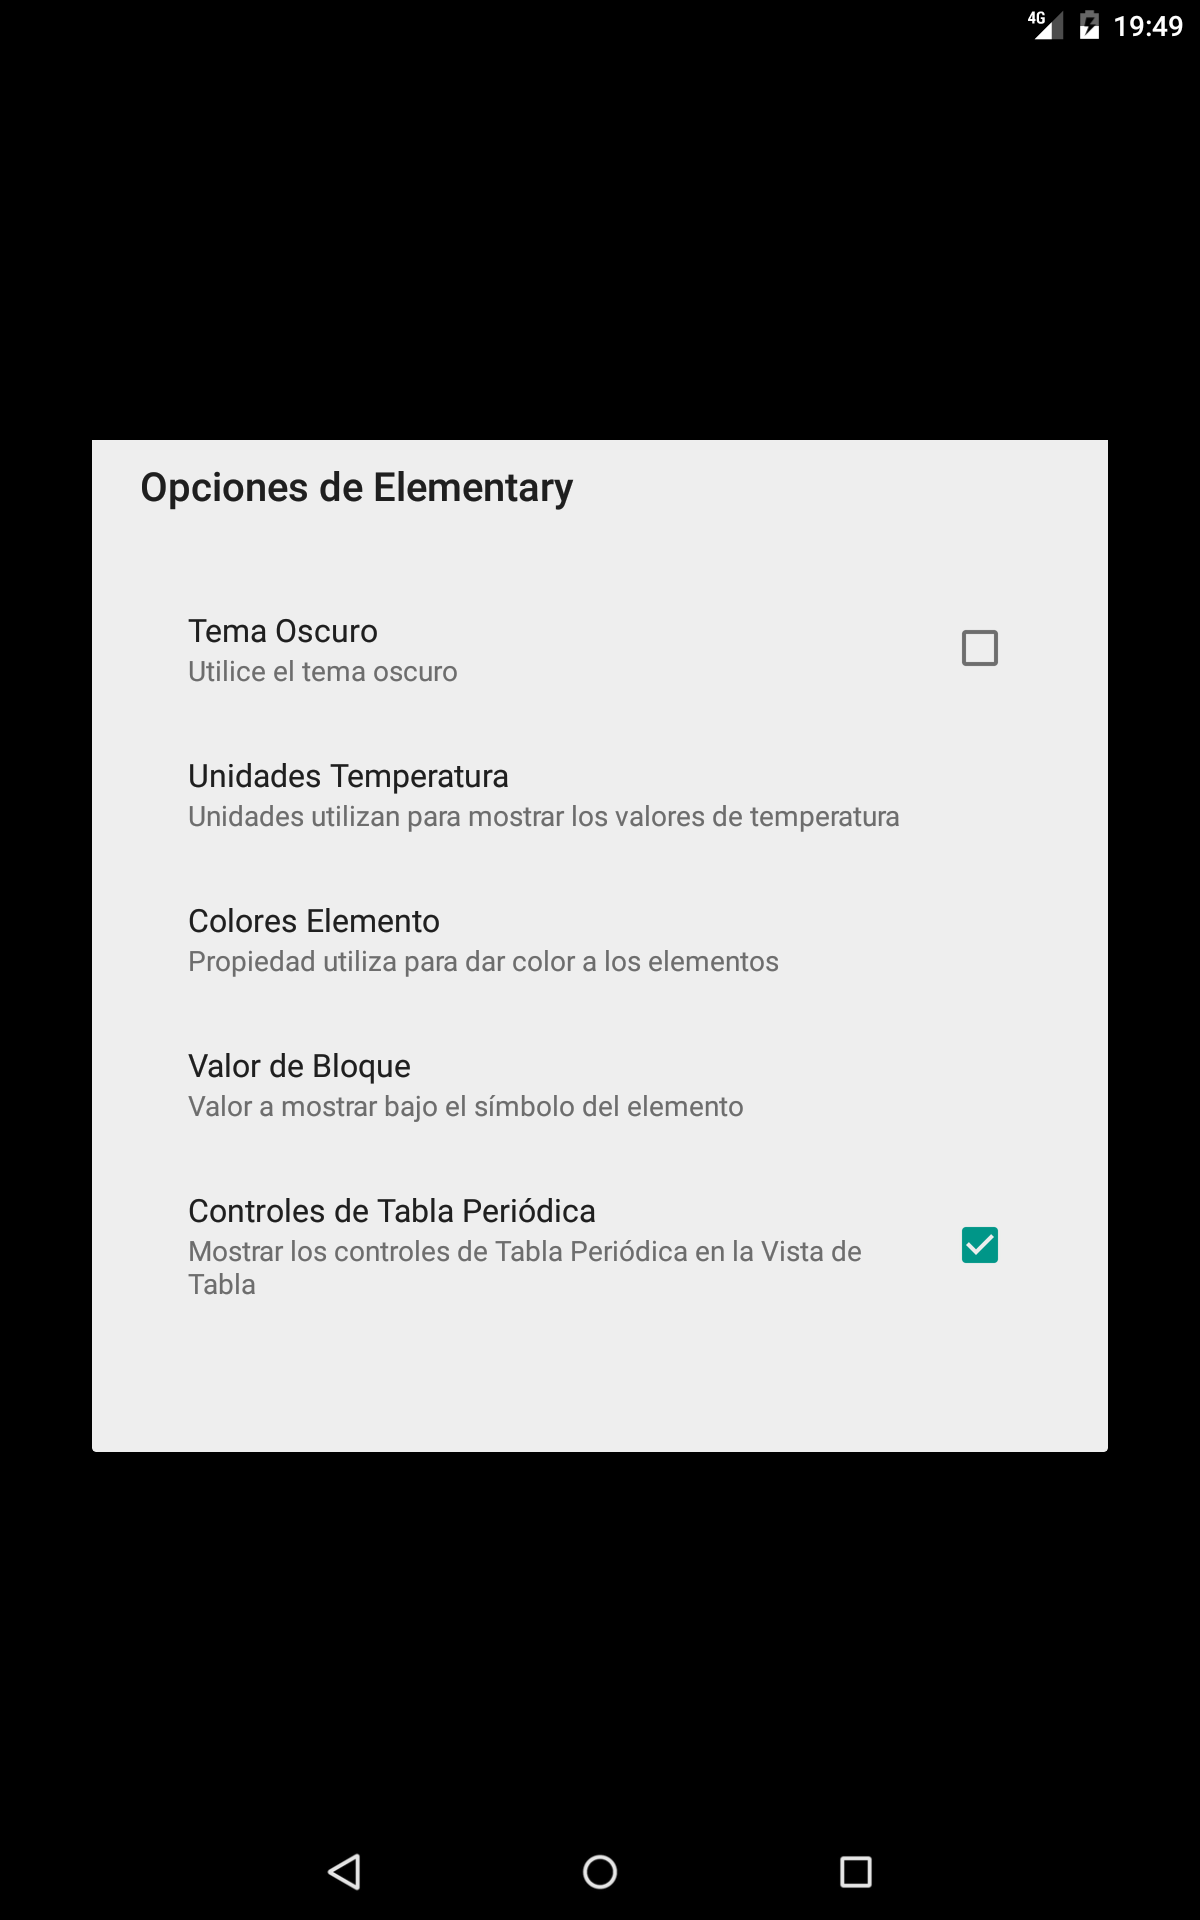 4G 19:49
Opciones de Elementary
Tema Oscuro
Utilice el tema oscuro
Unidades Temperatura
Unidades utilizan para mostrar los valores de temperatura
Colores Elemento
Propiedad utiliza para dar color a los elementos
Valor de Bloque
Valor a mostrar bajo el símbolo del elemento
Controles de Tabla Periódica
Mostrar los controles de Tabla Periódica en la Vista de
Tabla